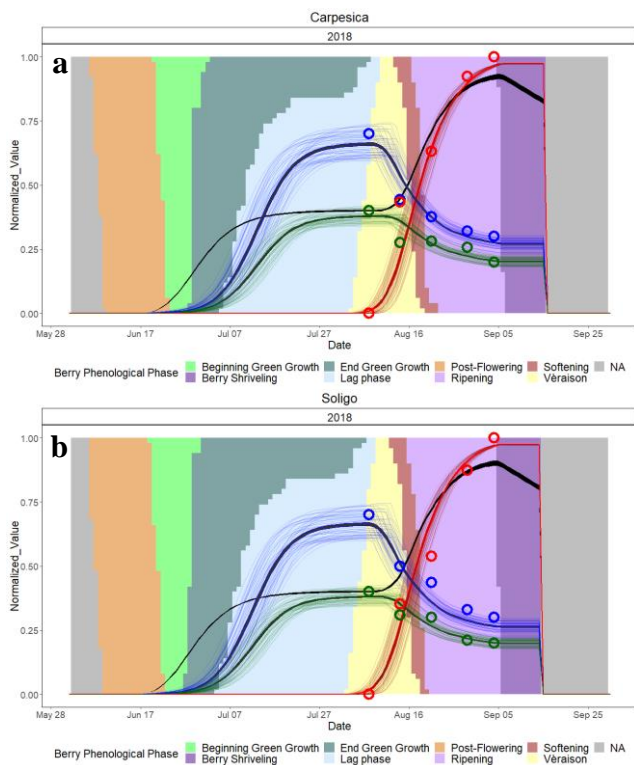 Carpesica
2018
a
1.00
0.75
0.50
0.25
0.00
Normalized_Value
May 28 Jun 17 Jul 07 Jul 27 Aug 16 Sep 05 Sep 25
Date
Berry Phenological Phase
Beginning Green Growth End Green Growth Post-Flowering Softening NA
Berry Shriveling Lag phase Ripening Vèraison
Soligo
2018
b
1.00
0.75
0.50
0.25
0.00
Normalized_Value
May 28 Jun 17 Jul 07 Jul 27 Aug 16 Sep 05 Sep 25
Date
Berry Phenological Phase
Beginning Green Growth End Green Growth Post-Flowering Softening NA
Berry Shriveling Lag phase Ripening Vèraison